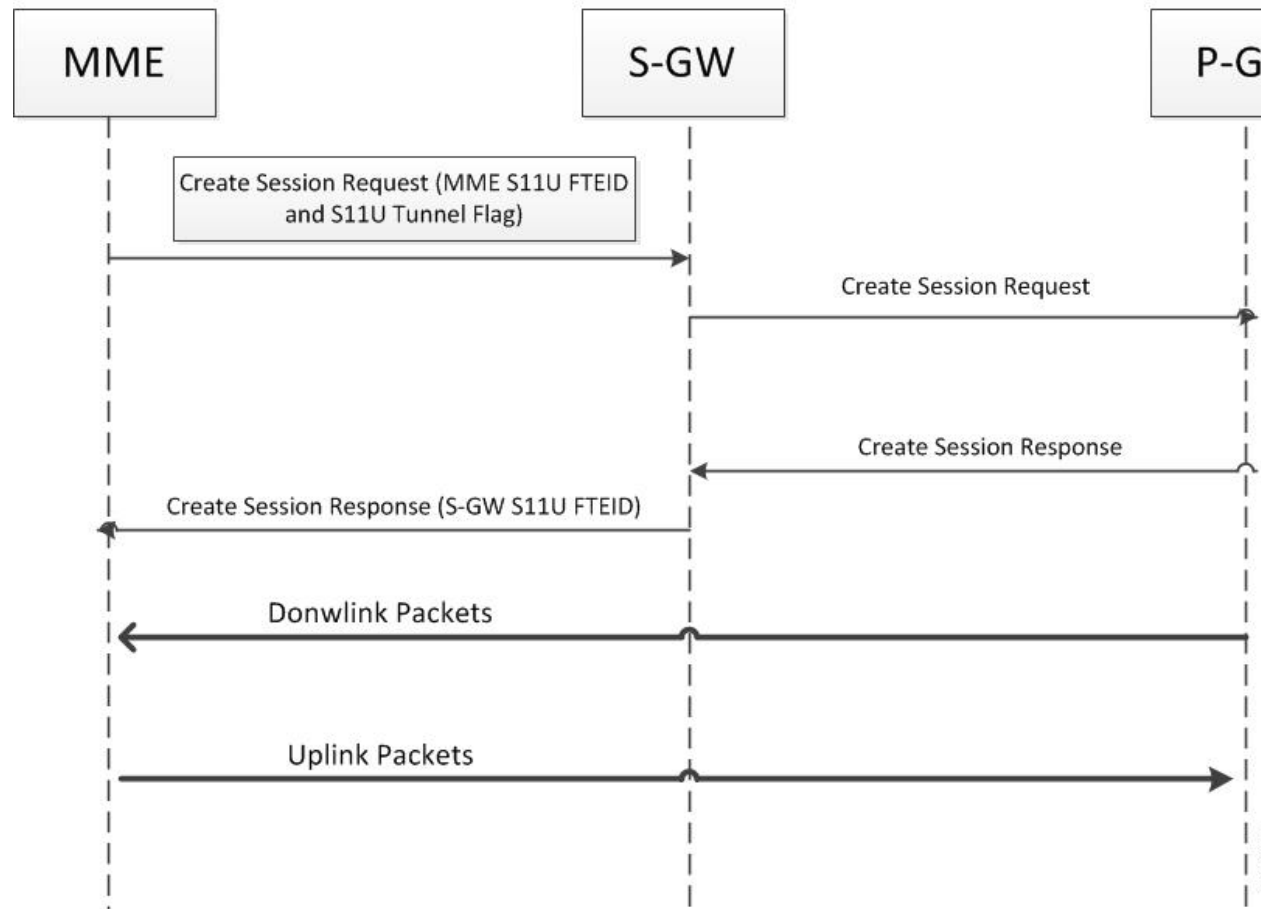 MME
S-GW
P-G
Create Session Request (MME S11U FTEID
and S11U Tunnel Flag)
Create Session Request
Create Session Response
Create Session Response (S-GW S11U FTEID)
Donwlink Packets
Uplink Packets